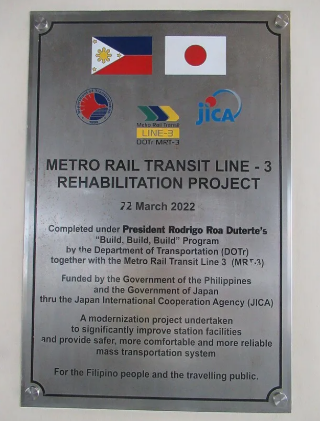 jICA
Metro Rail Transit
LINE-3
DOTr MRT-3
METRO RAIL TRANSIT LINE - 3
REHABILITATION PROJECT
22 March 2022
Completed under President Rodrigo Roa Duterte's
"Build, Build, Build" Program
by the Department of Transportation (DOTr)
together with the Metro Rail Transit Line 3 (MRT-3)
Funded by the Government of the Philippines
and the Government of Japan
thru the Japan International Cooperation Agency (JICA)
A modernization project undertaken
to significantly improve station facilities
and provide safer, more comfortable and more reliable
mass transportation system
For the Filipino people and the travelling public.